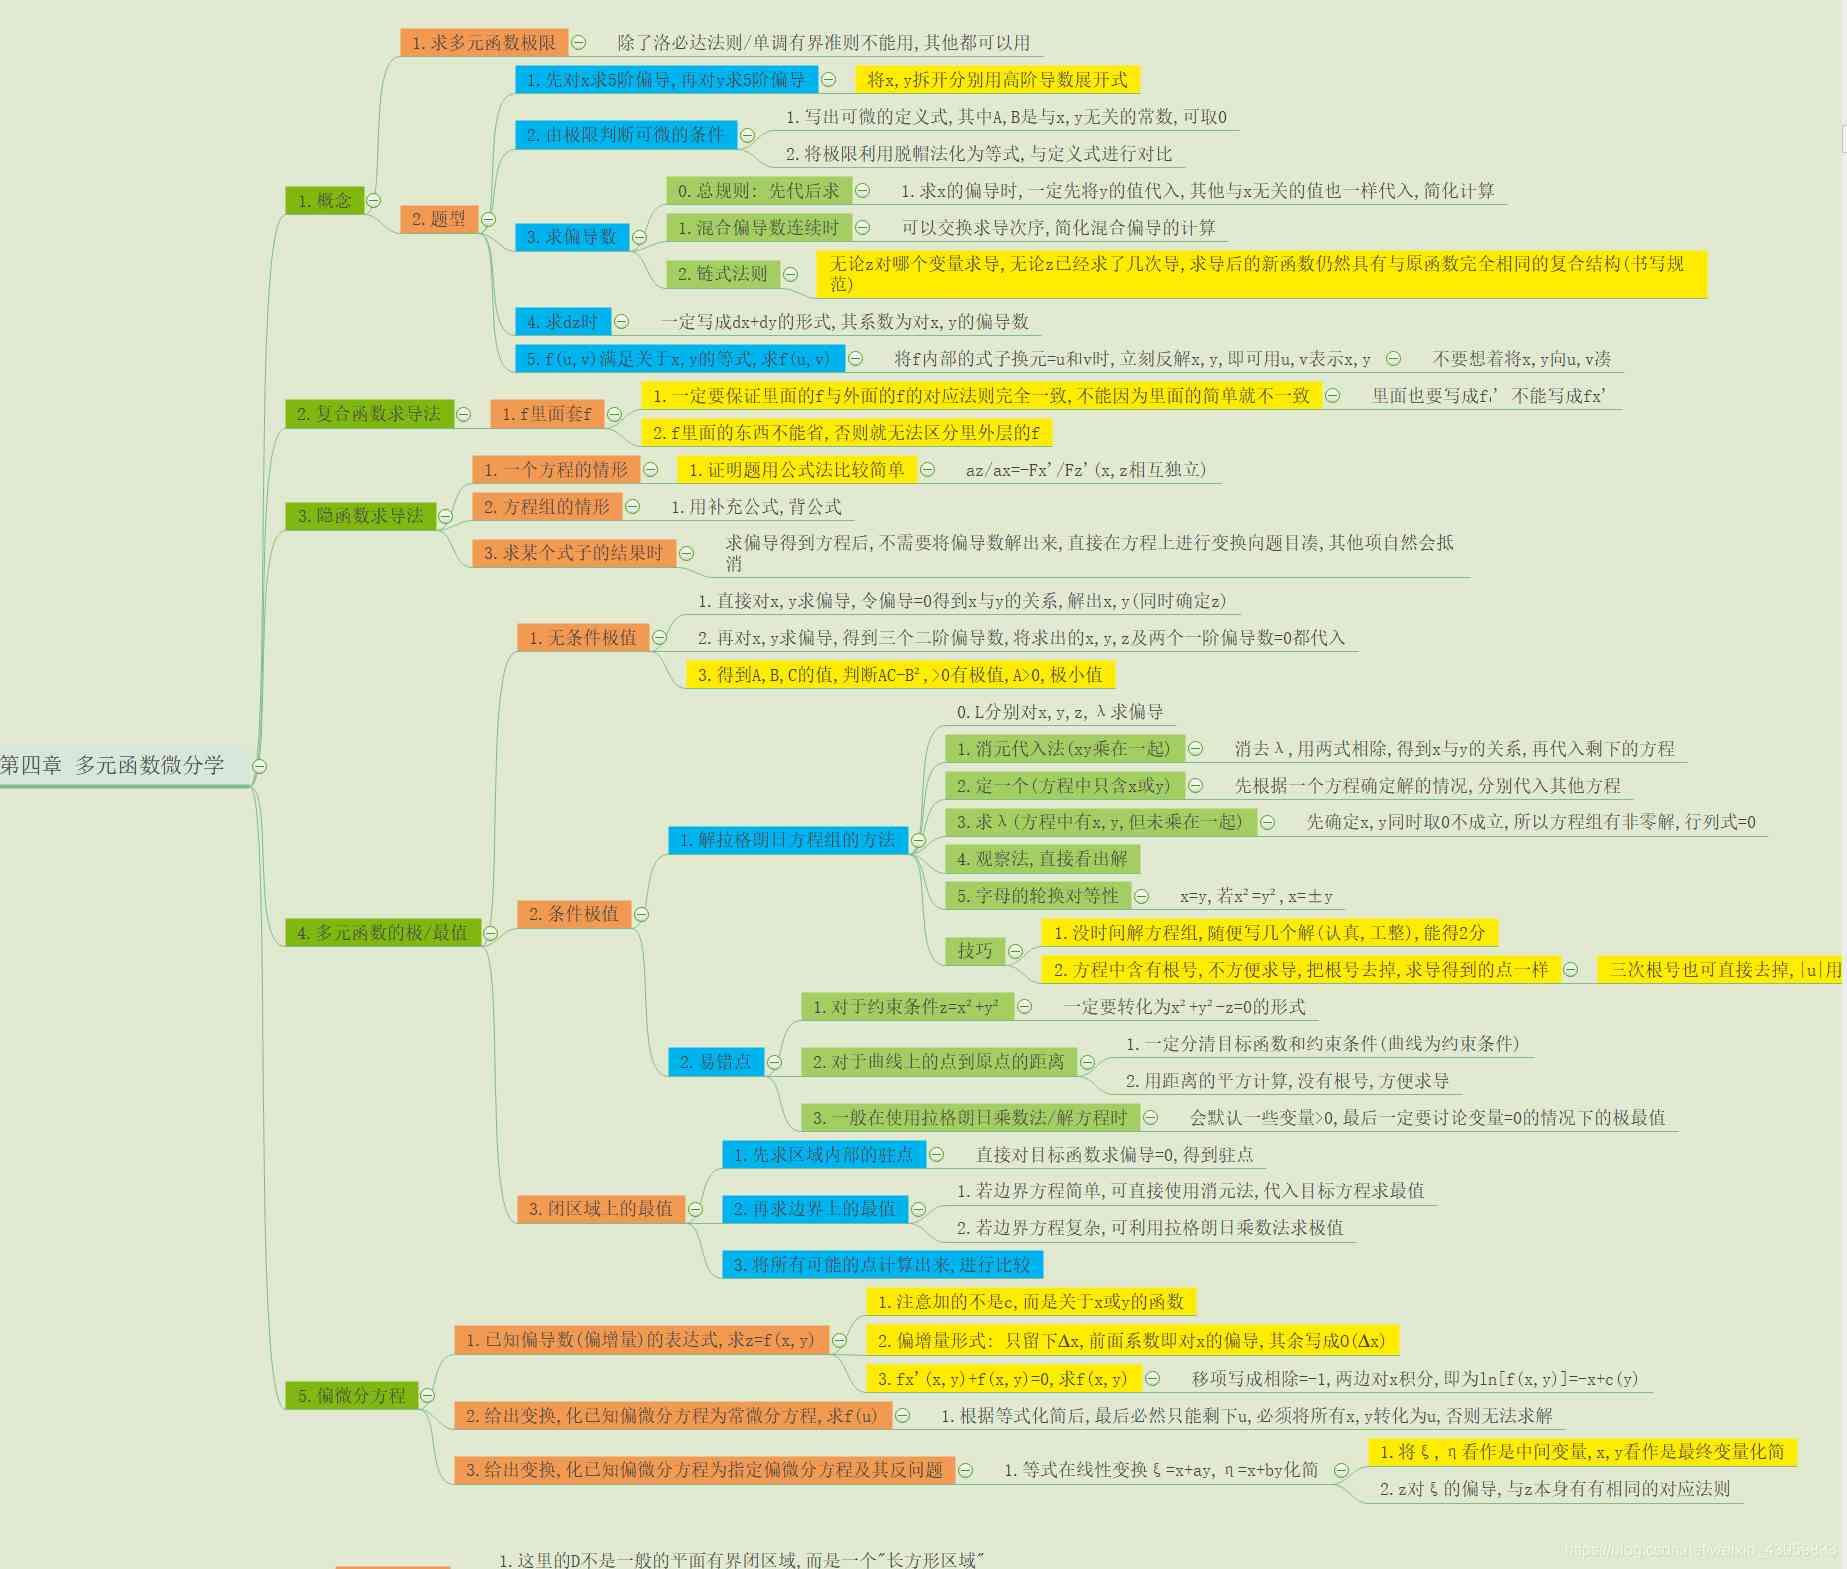 1.求多元函数极限
除了洛必达法则/单调有界准则不能用,其他都可以用
1.先对x求5阶偏导,再对y求5阶偏导
将x,y拆开分别用高阶导数展开式
2.由极限判断可微的条件
1.写出可微的定义式,其中A,B是与x,y无关的常数,可取0
2.将极限利用脱帽法化为等式,与定义式进行对比
1.概念
2.题型
3.求偏导数
0.总规则: 先代后求
1.求x的偏导时,一定先将y的值代入,其他与x无关的值也一样代入,简化计算
1.混合偏导数连续时
可以交换求导次序,简化混合偏导的计算
2.链式法则
无论z对哪个变量求导,无论z已经求了几次导,求导后的新函数仍然具有与原函数完全相同的复合结构(书写规
范)
4.求dz时
一定写成dx+dy的形式,其系数为对x,y的偏导数
5.f(u,v)满足关于x,y的等式,求f(u,v)
将f内部的式子换元=u和v时,立刻反解x,y,即可用u,v表示x,y
不要想着将x,y向u,v凑
2.复合函数求导法
1.f里面套f
1.一定要保证里面的f与外面的f的对应法则完全一致,不能因为里面的简单就不一致
里面也要写成f₁' 不能写成fx'
2.f里面的东西不能省,否则就无法区分里外层的f
3.隐函数求导法
1.一个方程的情形
1.证明题用公式法比较简单
az/ax=-Fx'/Fz'(x,z相互独立)
2.方程组的情形
1.用补充公式,背公式
3.求某个式子的结果时
求偏导得到方程后,不需要将偏导数解出来,直接在方程上进行变换向题目凑,其他项自然会抵
消
第四章 多元函数微分学
4.多元函数的极/最值
1.无条件极值
1.直接对x,y求偏导,令偏导=0得到x与y的关系,解出x,y(同时确定z)
2.再对x,y求偏导,得到三个二阶偏导数,将求出的x,y,z及两个一阶偏导数=0都代入
3.得到A,B,C的值,判断AC-B²,>0有极值,A>0,极小值
2.条件极值
1.解拉格朗日方程组的方法
0.L分别对x,y,z,λ求偏导
1.消元代入法(xy乘在一起)
消去λ,用两式相除,得到x与y的关系,再代入剩下的方程
2.定一个(方程中只含x或y)
先根据一个方程确定解的情况,分别代入其他方程
3.求λ(方程中有x,y,但未乘在一起)
先确定x,y同时取0不成立,所以方程组有非零解,行列式=0
4.观察法,直接看出解
5.字母的轮换对等性
x=y,若x²=y²,x=±y
技巧
1.没时间解方程组,随便写几个解(认真,工整),能得2分
2.方程中含有根号,不方便求导,把根号去掉,求导得到的点一样
三次根号也可直接去掉,|u|用
2.易错点
1.对于约束条件z=x²+y²
一定要转化为x²+y²-z=0的形式
2.对于曲线上的点到原点的距离
1.一定分清目标函数和约束条件(曲线为约束条件)
2.用距离的平方计算,没有根号,方便求导
3.一般在使用拉格朗日乘数法/解方程时
会默认一些变量>0,最后一定要讨论变量=0的情况下的极最值
3.闭区域上的最值
1.先求区域内部的驻点
直接对目标函数求偏导=0,得到驻点
2.再求边界上的最值
1.若边界方程简单,可直接使用消元法,代入目标方程求最值
2.若边界方程复杂,可利用拉格朗日乘数法求极值
3.将所有可能的点计算出来,进行比较
5.偏微分方程
1.已知偏导数(偏增量)的表达式,求z=f(x,y)
1.注意加的不是c,而是关于x或y的函数
2.偏增量形式: 只留下Δx,前面系数即对x的偏导,其余写成0(Δx)
3.fx'(x,y)+f(x,y)=0,求f(x,y)
移项写成相除=-1,两边对x积分,即为ln[f(x,y)]=-x+c(y)
2.给出变换,化已知偏微分方程为常微分方程,求f(u)
1.根据等式化简后,最后必然只能剩下u,必须将所有x,y转化为u,否则无法求解
3.给出变换,化已知偏微分方程为指定偏微分方程及其反问题
1.等式在线性变换ξ=x+ay,η=x+by化简
1.将ξ,η看作是中间变量,x,y看作是最终变量化简
2.z对ξ的偏导,与z本身有有相同的对应法则
1.这里的D不是一般的平面有界闭区域,而是一个"长方形区域"